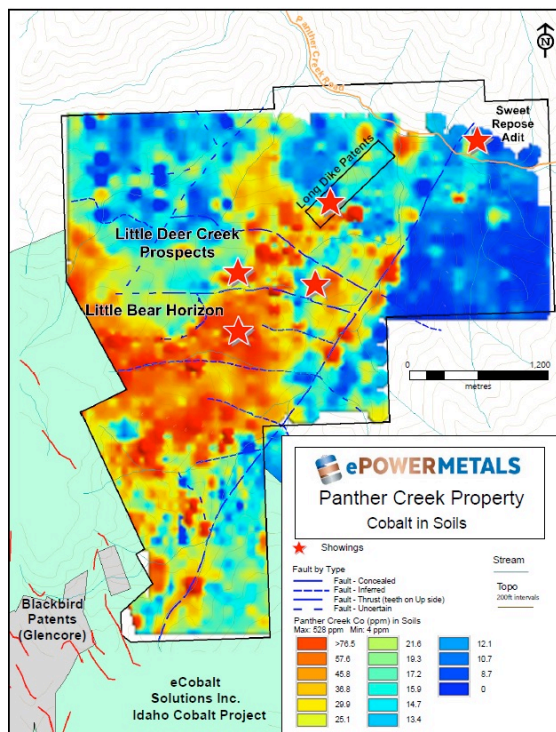 N
Panther Creek Road
Sweet
Repose
Adit
Long Dike Patents
Little Deer Creek
Prospects
Little Bear Horizon
0 1,200
metres
ePOWERMETALS
Panther Creek Property
Cobalt in Soils
Showings
Fault by Type
Fault - Concealed
Fault - Inferred
Fault - Thrust (teeth on Up side)
Fault - Uncertain
Stream
Topo
200ft intervals
Panther Creek Co (ppm) in Soils
Max: 528 ppm Min: 4 ppm
>76.5 21.6 12.1
57.6 19.3 10.7
45.8 17.2 8.7
36.8 15.9 0
29.9 14.7
25.1 13.4
Blackbird
Patents
(Glencore)
eCobalt
Solutions Inc.
Idaho Cobalt Project